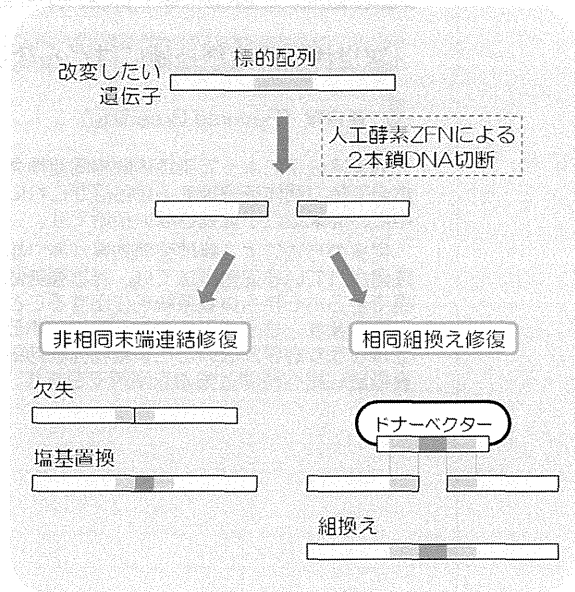 標的配列
改変したい
遺伝子
人工酵素ZFNによる
2本鎖DNA切断
非相同末端連結修復
相同組換え修復
欠失
ドナーベクター
塩基置換
組換え